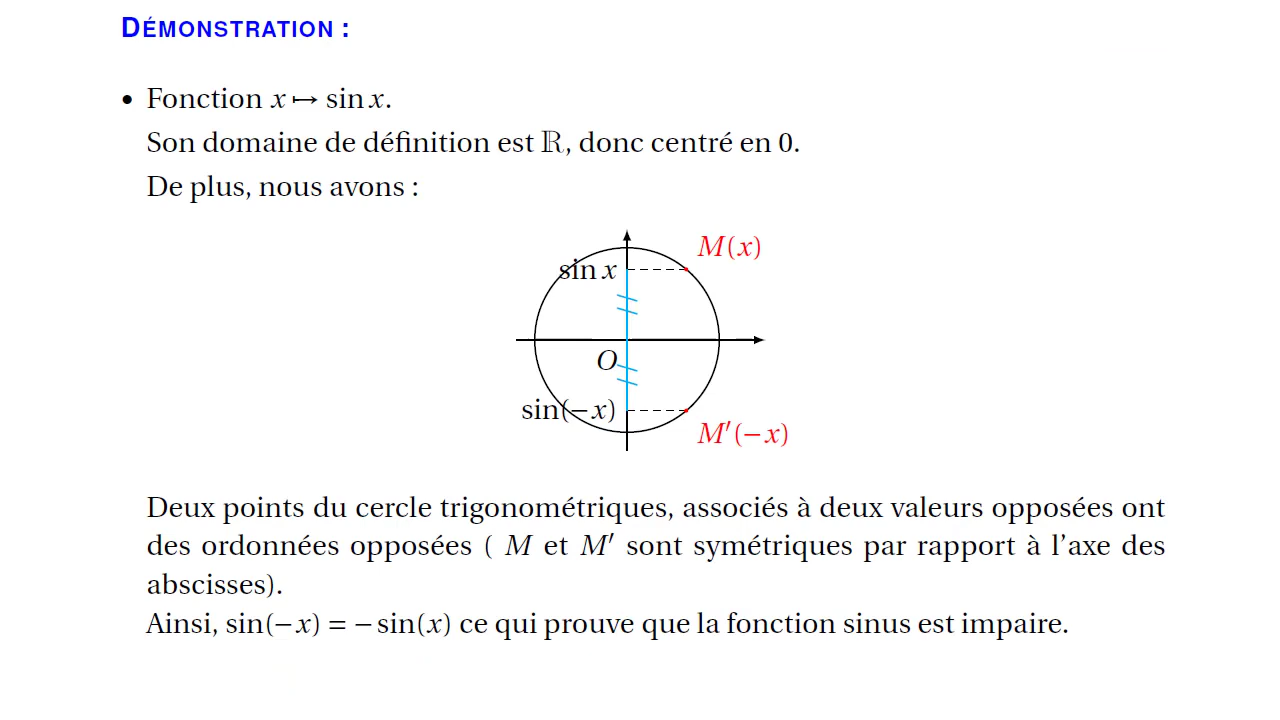 DÉMONSTRATION :
• Fonction x ↦ sin x.
Son domaine de définition est ℝ, donc centré en 0.
De plus, nous avons :
M(x)
sin x
O
sin(−x)
M′(−x)
Deux points du cercle trigonométriques, associés à deux valeurs opposées ont
des ordonnées opposées ( M et M′ sont symétriques par rapport à l’axe des
abscisses).
Ainsi, sin(−x) = − sin(x) ce qui prouve que la fonction sinus est impaire.